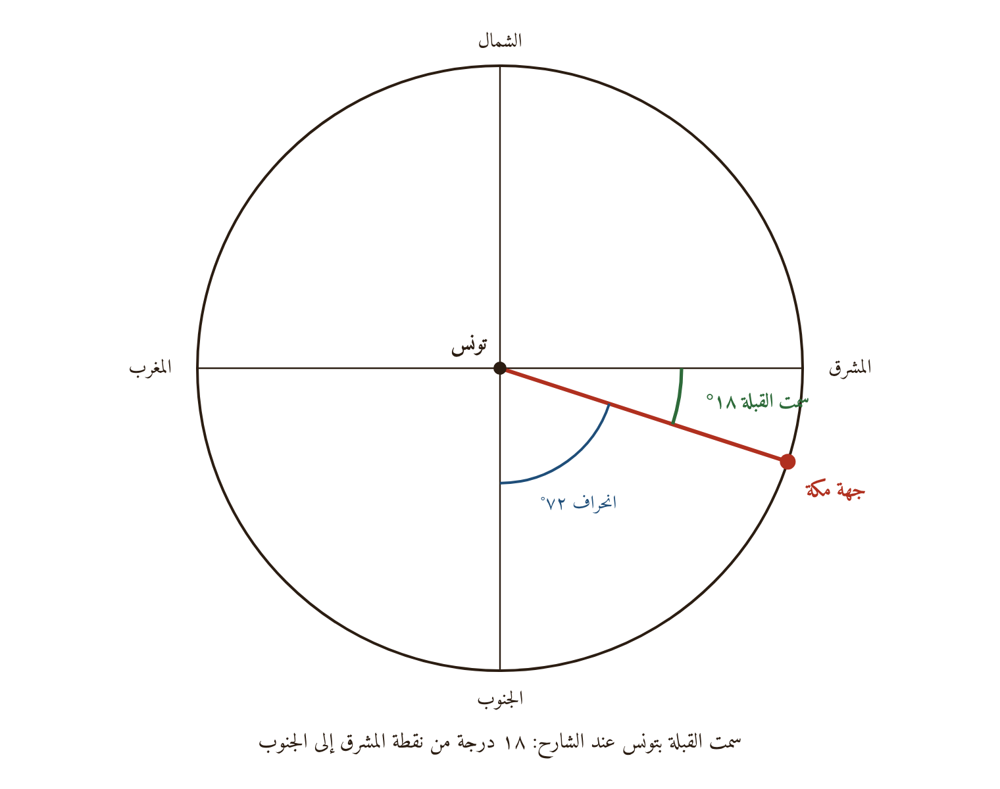 الشمال
تونس
المشرق
المغرب
سمت القبلة ١٨°
جهة مكة
انحراف ٧٢°
الجنوب
سمت القبلة بتونس عند الشارح: ١٨ درجة من نقطة المشرق إلى الجنوب